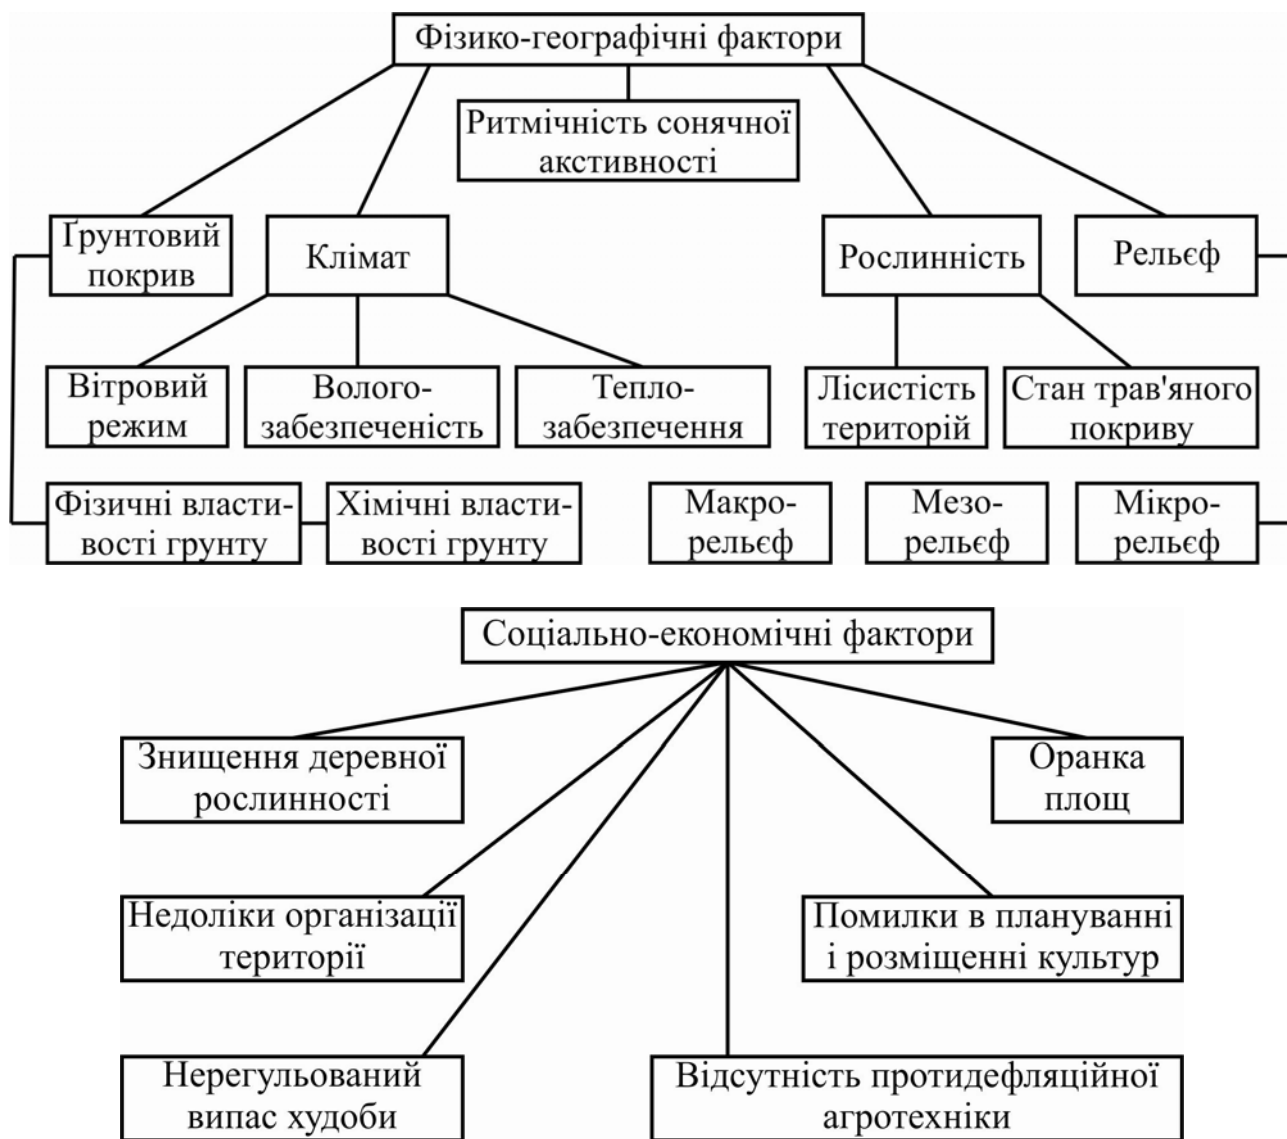 Фізико-географічні фактори
Ритмічність сонячної
акстивності
Ґрунтовий
покрив
Клімат
Рослинність
Рельєф
Вітровий
режим
Волого-
забезпеченість
Тепло-
забезпечення
Лісистість
територій
Стан трав'яного
покриву
Фізичні власти-
вості грунту
Хімічні власти-
вості грунту
Макро-
рельєф
Мезо-
рельєф
Мікро-
рельєф
Соціально-економічні фактори
Знищення деревної
рослинності
Оранка
площ
Недоліки організації
території
Помилки в плануванні
і розміщенні культур
Нерегульований
випас худоби
Відсутність протидефляційної
агротехніки